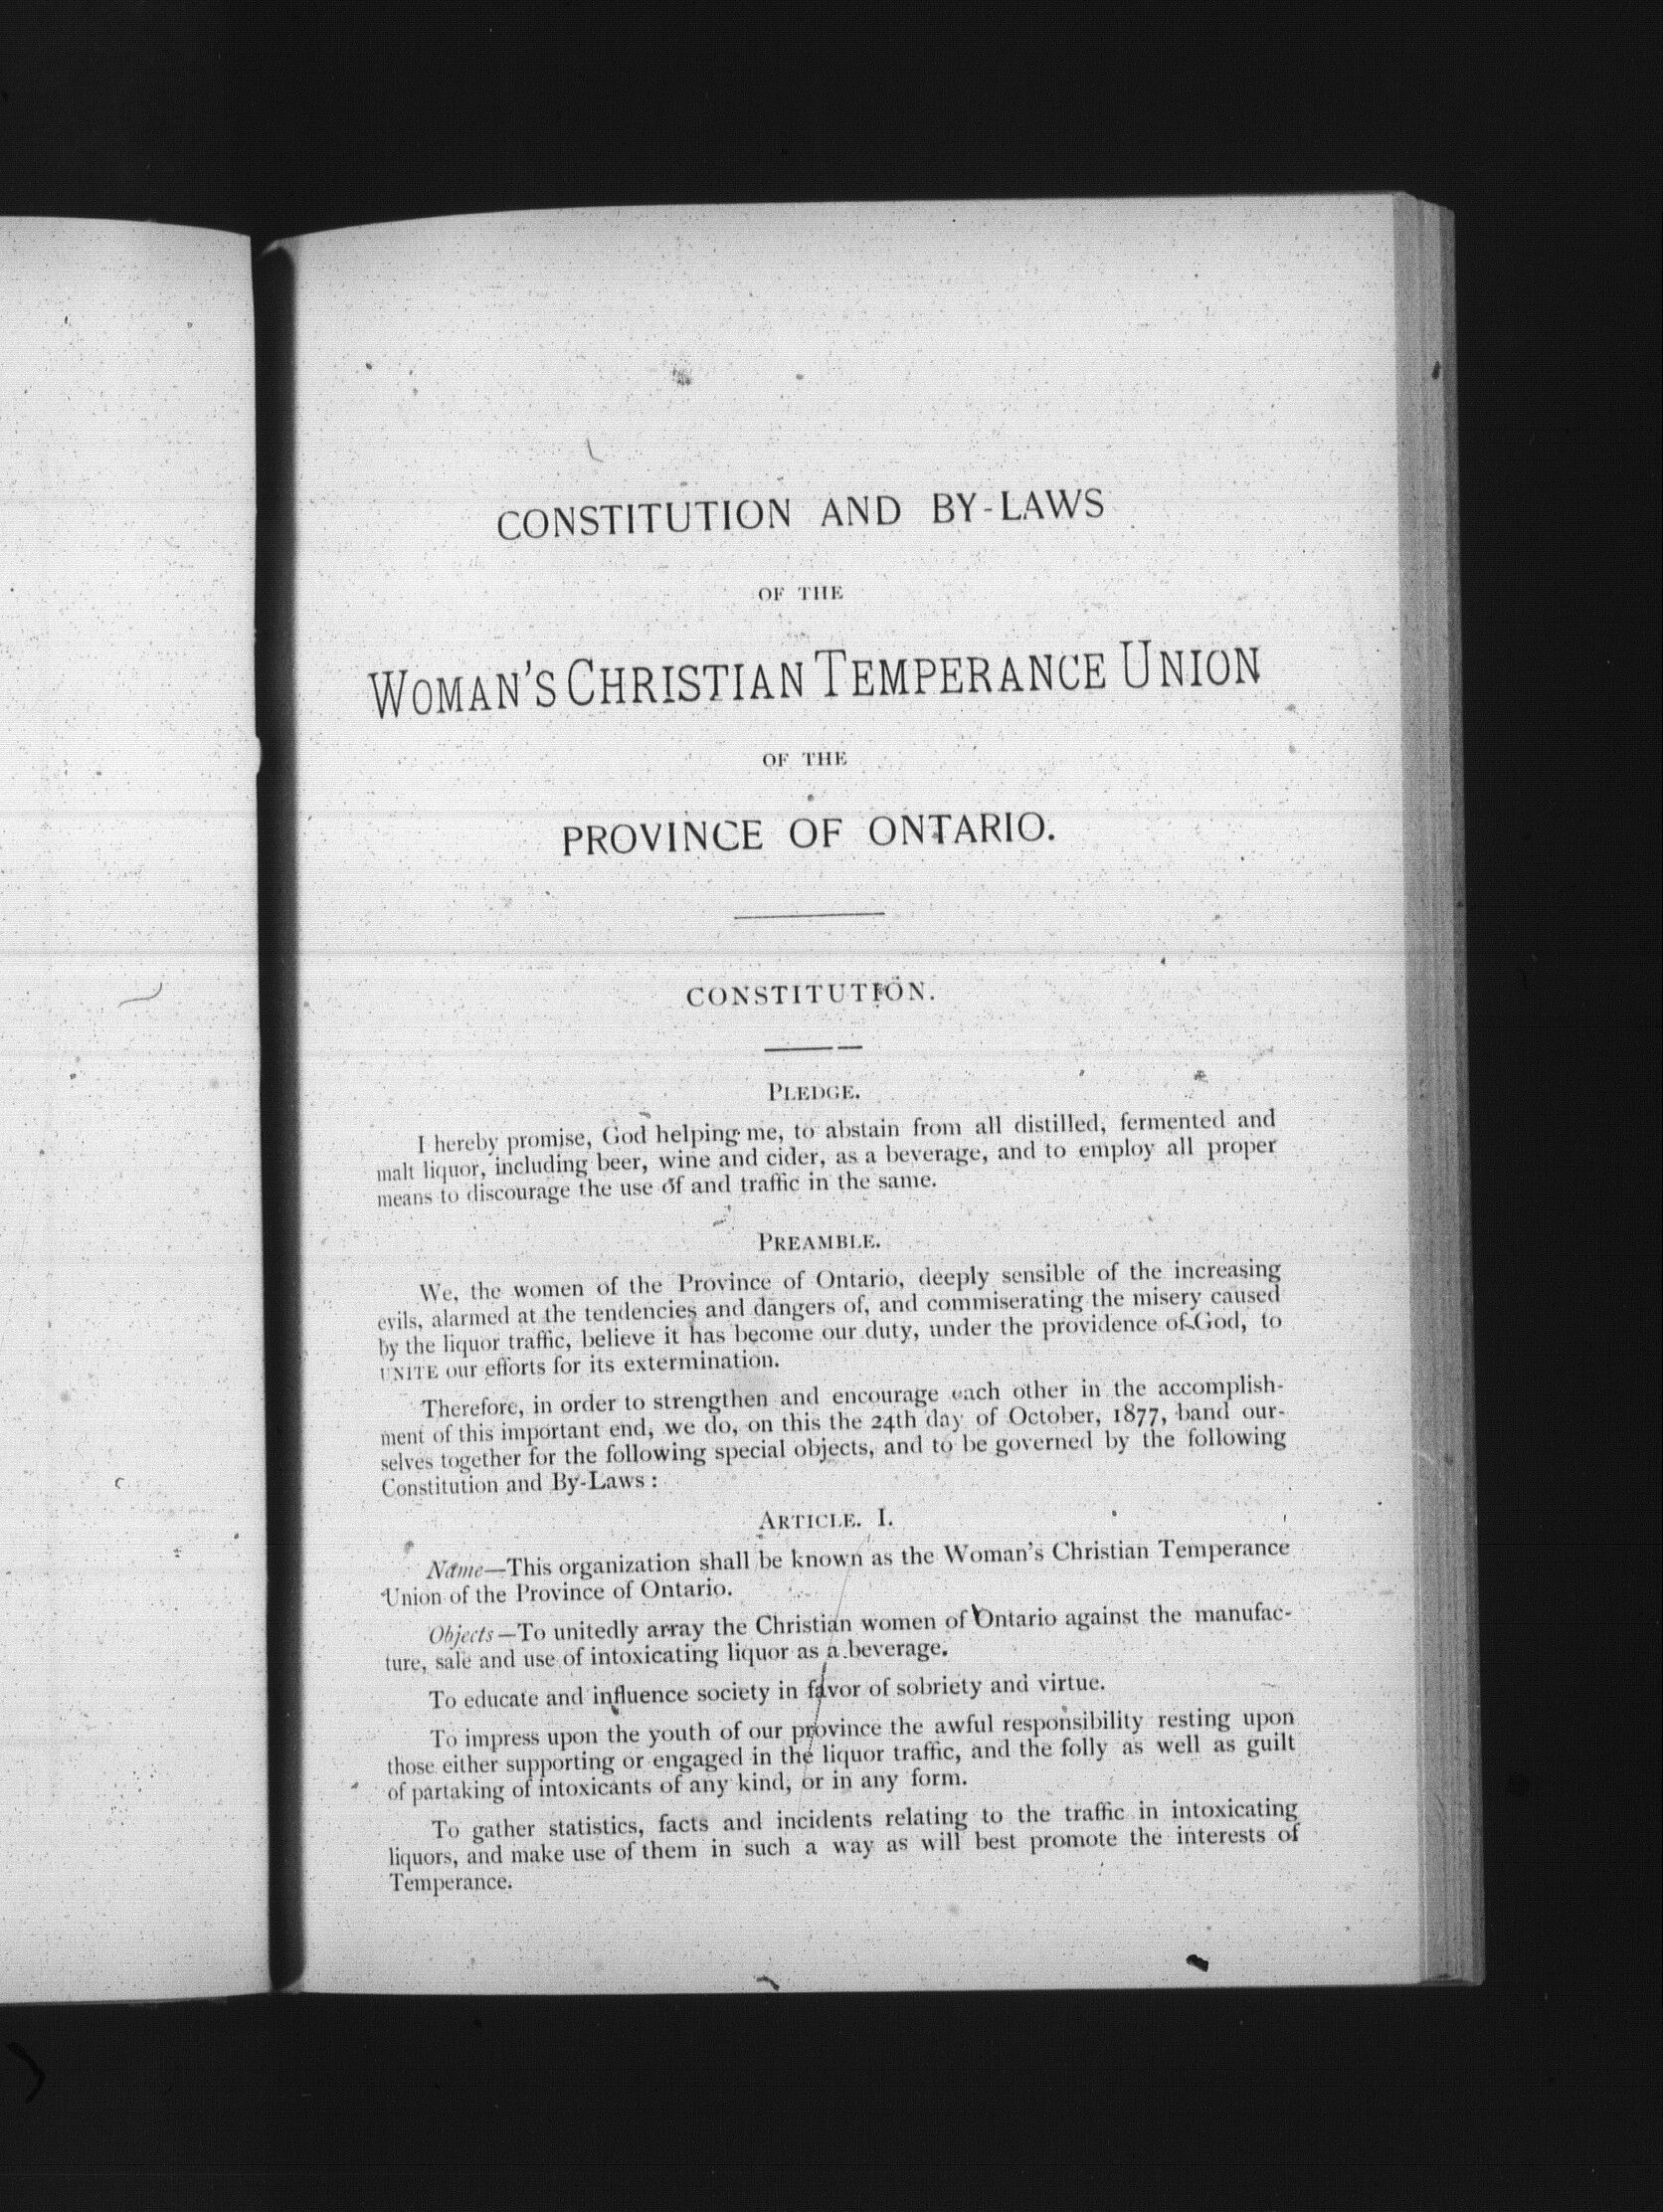 CONSTITUTION AND BY-LAWS
OF THE
WOMAN'S CHRISTIAN TEMPERANCE UNION
OF THE
PROVINCE OF ONTARIO.
CONSTITUTION.
PLEDGE.
I hereby promise, God helping me, to abstain from all distilled, fermented and
malt liquor, including beer, wine and cider, as a beverage, and to employ all proper
means to discourage the use of and traffic in the same.
PREAMBLE.
We, the women of the Province of Ontario, deeply sensible of the increasing
evils, alarmed at the tendencies and dangers of, and commiserating the misery caused
by the liquor traffic, believe it has become our duty, under the providence of God, to
UNITE our efforts for its extermination.
Therefore, in order to strengthen and encourage each other in the accomplish-
ment of this important end, we do, on this the 24th day of October, 1877, band our-
selves together for the following special objects, and to be governed by the following
Constitution and By-Laws :
ARTICLE. I.
Name—This organization shall be known as the Woman's Christian Temperance
Union of the Province of Ontario.
Objects—To unitedly array the Christian women of Ontario against the manufac-
ture, sale and use of intoxicating liquor as a beverage.
To educate and influence society in favor of sobriety and virtue.
To impress upon the youth of our province the awful responsibility resting upon
those either supporting or engaged in the liquor traffic, and the folly as well as guilt
of partaking of intoxicants of any kind, or in any form.
To gather statistics, facts and incidents relating to the traffic in intoxicating
liquors, and make use of them in such a way as will best promote the interests of
Temperance.